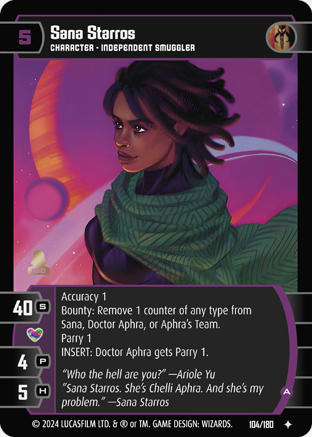 5
Sana Starros
CHARACTER • INDEPENDENT SMUGGLER
40 S
4 P
5 H
Accuracy 1
Bounty: Remove 1 counter of any type from
Sana, Doctor Aphra, or Aphra’s Team.
Parry 1
INSERT: Doctor Aphra gets Parry 1.
“Who the hell are you?” —Ariole Yu
“Sana Starros. She’s Chelli Aphra. And she’s my
problem.” —Sana Starros
A
© 2024 LUCASFILM LTD. & ® or TM. GAME DESIGN: WIZARDS.
104/180